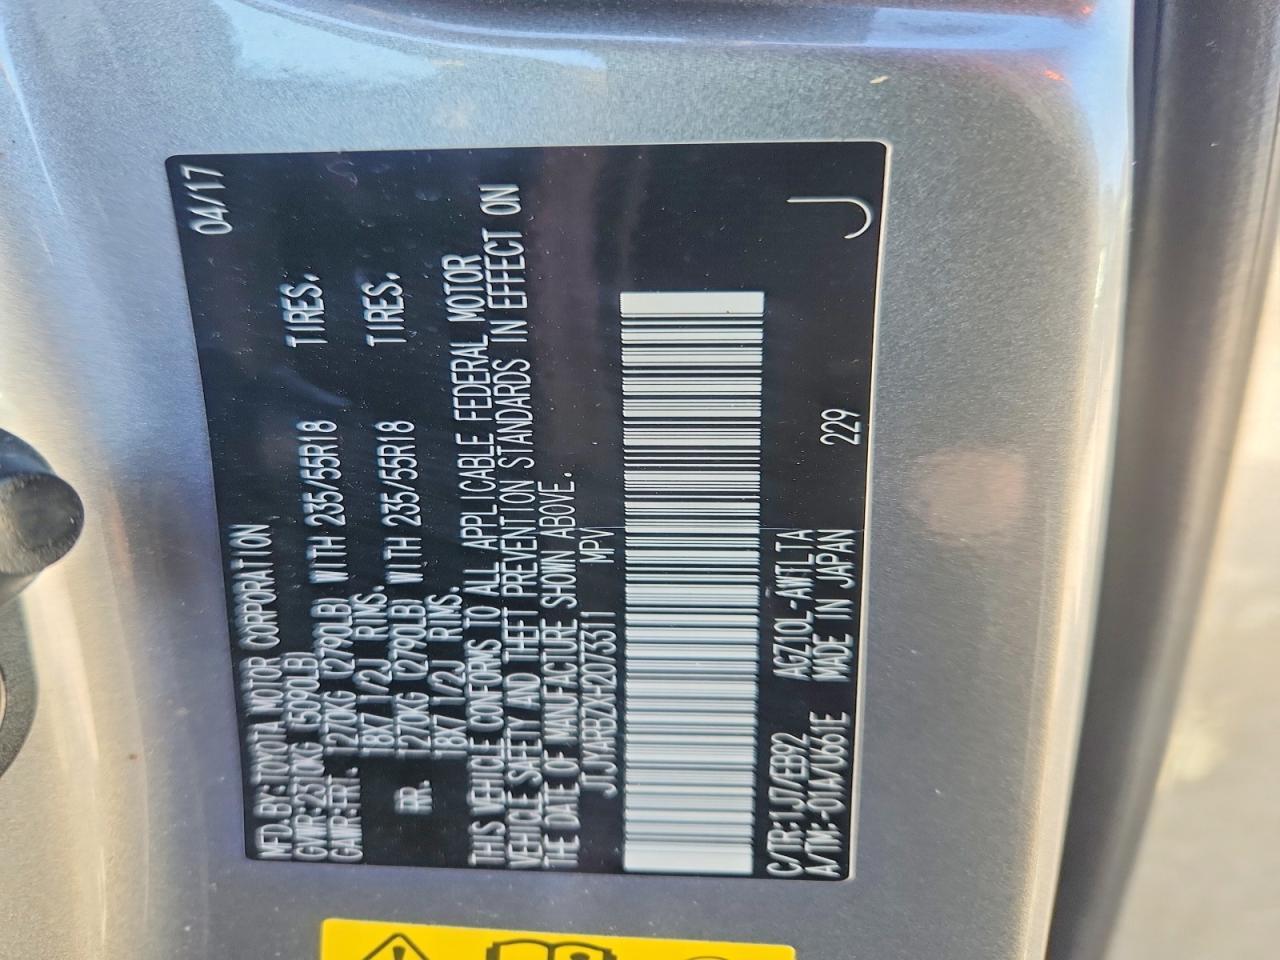 MFD.BY:TOYOTA MOTOR CORPORATION 04/17
GVWR:2310KG (5090LB)
GAWR:FR. 1270KG (2790LB) WITH 235/55R18 TIRES.
18X7 1/2J RIMS.
RR. 1270KG (2790LB) WITH 235/55R18 TIRES.
18X7 1/2J RIMS.
THIS VEHICLE CONFORMS TO ALL APPLICABLE FEDERAL MOTOR
VEHICLE SAFETY AND THEFT PREVENTION STANDARDS IN EFFECT ON
THE DATE OF MANUFACTURE SHOWN ABOVE.
JTJYARBZXH2073311 MPV
C/TR:1J7/EB92 AGZ10L-AWTLTA
A/TM:-01A/U661E MADE IN JAPAN 229 J